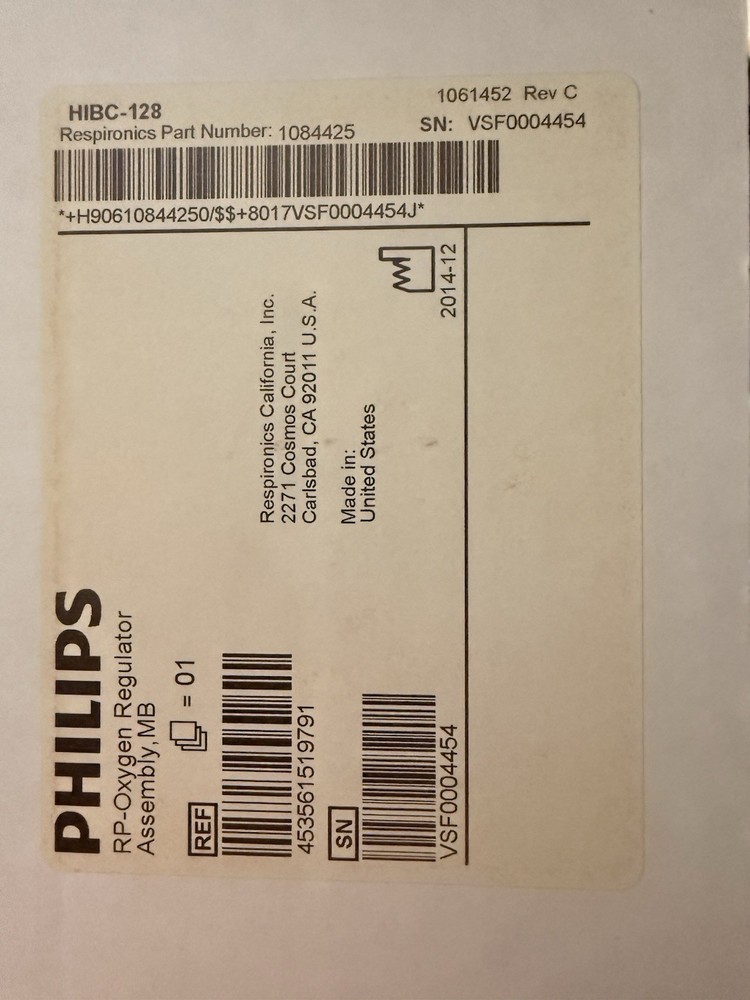 HIBC-128
1061452 Rev C
Respironics Part Number: 1084425
SN: VSF0004454
*+H90610844250/$$+8017VSF0004454J*
PHILIPS
RP-Oxygen Regulator
Assembly, MB
= 01
REF
453561519791
SN
VSF0004454
Respironics California, Inc.
2271 Cosmos Court
Carlsbad, CA 92011 U.S.A.
Made in:
United States
2014-12